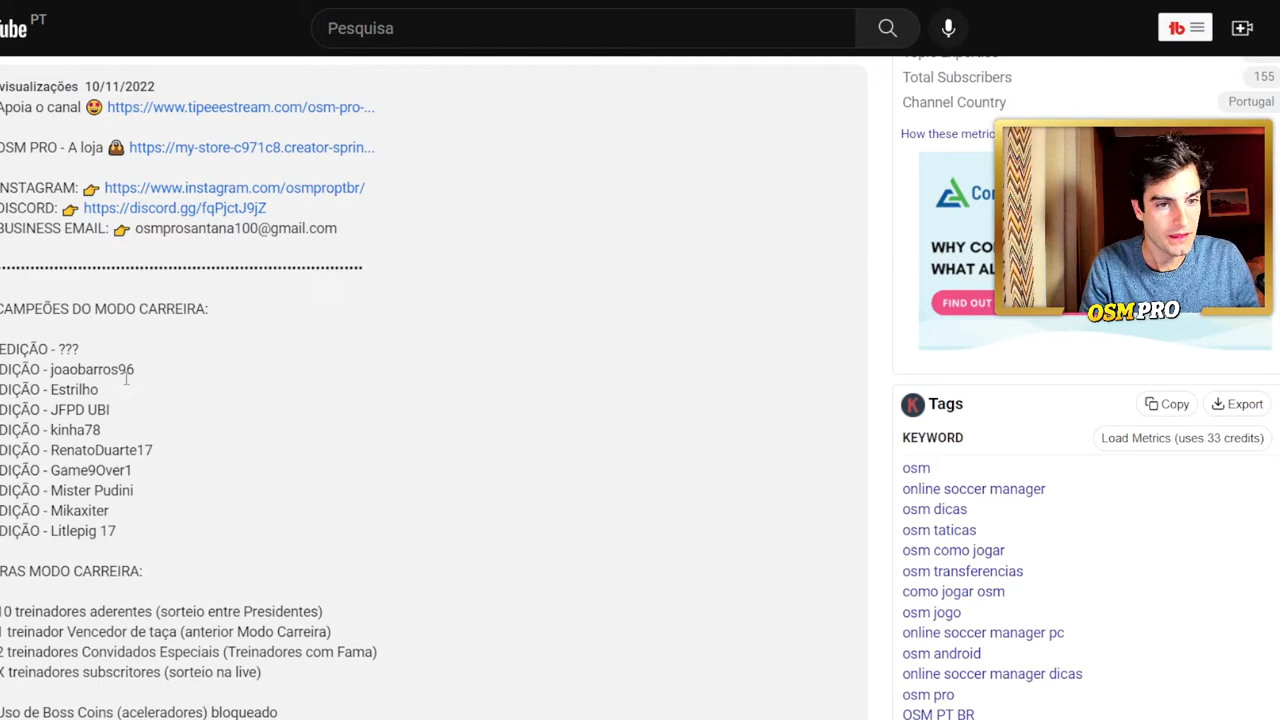 Tube PT
Pesquisa
visualizações 10/11/2022
Apoia o canal 🤩 https://www.tipeeestream.com/osm-pro-...
OSM PRO - A loja 👜 https://my-store-c971c8.creator-sprin...
INSTAGRAM: 👉 https://www.instagram.com/osmproptbr/
DISCORD: 👉 https://discord.gg/fqPjctJ9jZ
BUSINESS EMAIL: 👉 osmprosantana100@gmail.com
CAMPEÕES DO MODO CARREIRA:
EDIÇÃO - ???
DIÇÃO - joaobarros96
DIÇÃO - Estrilho
DIÇÃO - JFPD UBI
DIÇÃO - kinha78
DIÇÃO - RenatoDuarte17
DIÇÃO - Game9Over1
DIÇÃO - Mister Pudini
DIÇÃO - Mikaxiter
DIÇÃO - Litlepig 17
RAS MODO CARREIRA:
10 treinadores aderentes (sorteio entre Presidentes)
1 treinador Vencedor de taça (anterior Modo Carreira)
2 treinadores Convidados Especiais (Treinadores com Fama)
X treinadores subscritores (sorteio na live)
Uso de Boss Coins (aceleradores) bloqueado
Total Subscribers 155
Channel Country Portugal
How these metric
Con
WHY CO
WHAT AL
FIND OUT
OSM PRO
K Tags Copy Export
KEYWORD Load Metrics (uses 33 credits)
osm
online soccer manager
osm dicas
osm taticas
osm como jogar
osm transferencias
como jogar osm
osm jogo
online soccer manager pc
osm android
online soccer manager dicas
osm pro
OSM PT BR